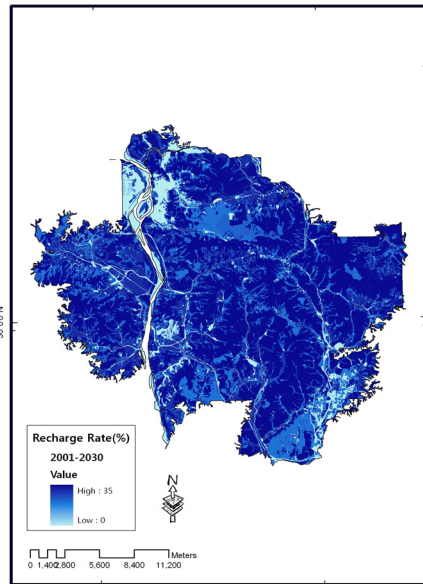 Recharge Rate(%)
2001-2030
Value
High : 35
Low : 0
N
Meters
0 1,400 2,800 5,600 8,400 11,200